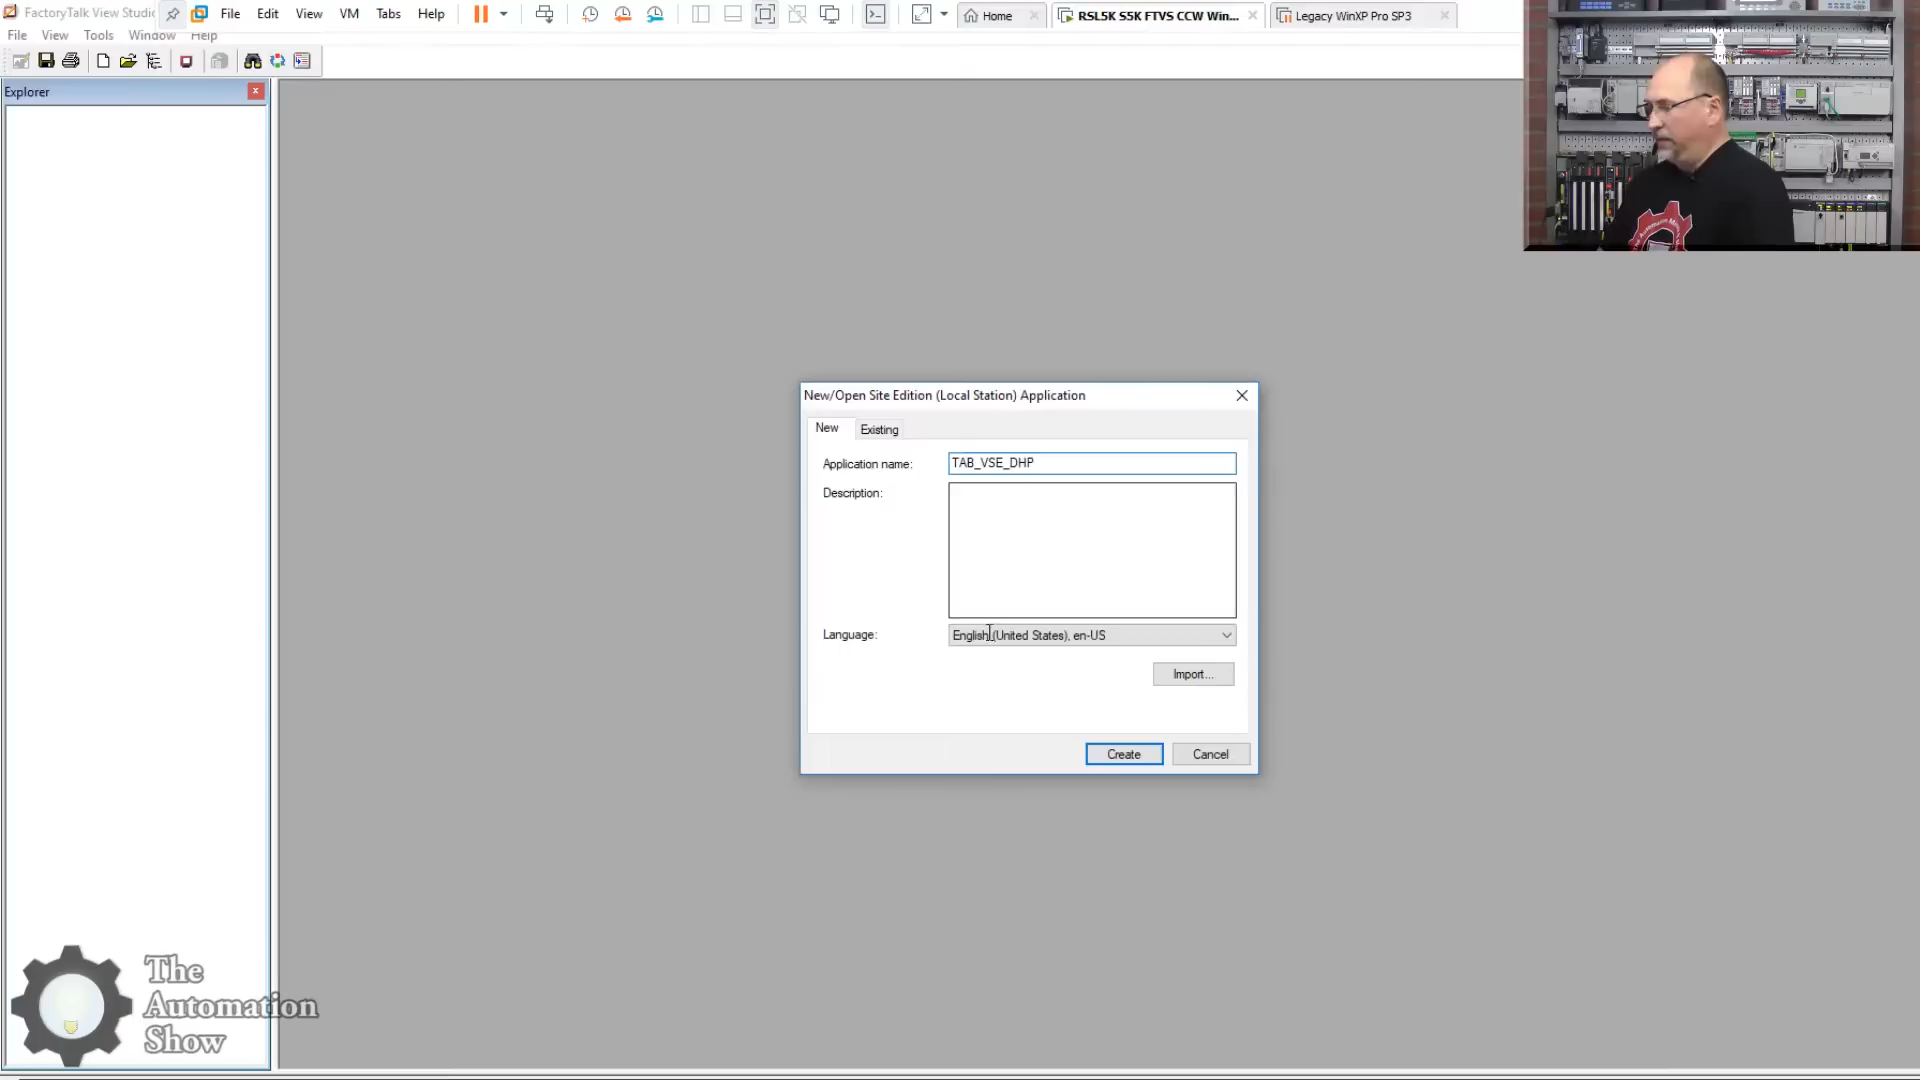 FactoryTalk View Studio
File Edit View VM Tabs Help
Home
RSL5K S5K FTVS CCW Win...
Legacy WinXP Pro SP3
File View Tools Window Help
Explorer
New/Open Site Edition (Local Station) Application
New Existing
Application name: TAB_VSE_DHP
Description:
Language: English (United States), en-US
Import...
Create Cancel
The
Automation
Show